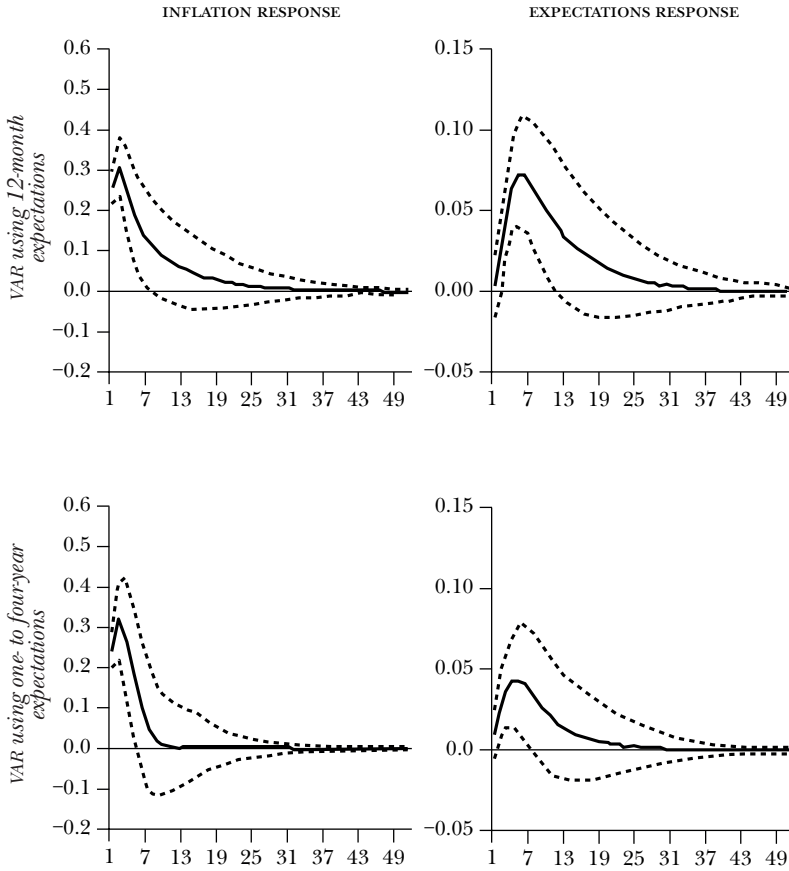 INFLATION RESPONSE
EXPECTATIONS RESPONSE
VAR using 12-month
expectations
0.6
0.5
0.4
0.3
0.2
0.1
0.0
−0.1
−0.2
1 7 13 19 25 31 37 43 49
0.15
0.10
0.05
0.00
−0.05
1 7 13 19 25 31 37 43 49
VAR using one- to four-year
expectations
0.6
0.5
0.4
0.3
0.2
0.1
0.0
−0.1
−0.2
1 7 13 19 25 31 37 43 49
0.15
0.10
0.05
0.0
−0.05
1 7 13 19 25 31 37 43 49